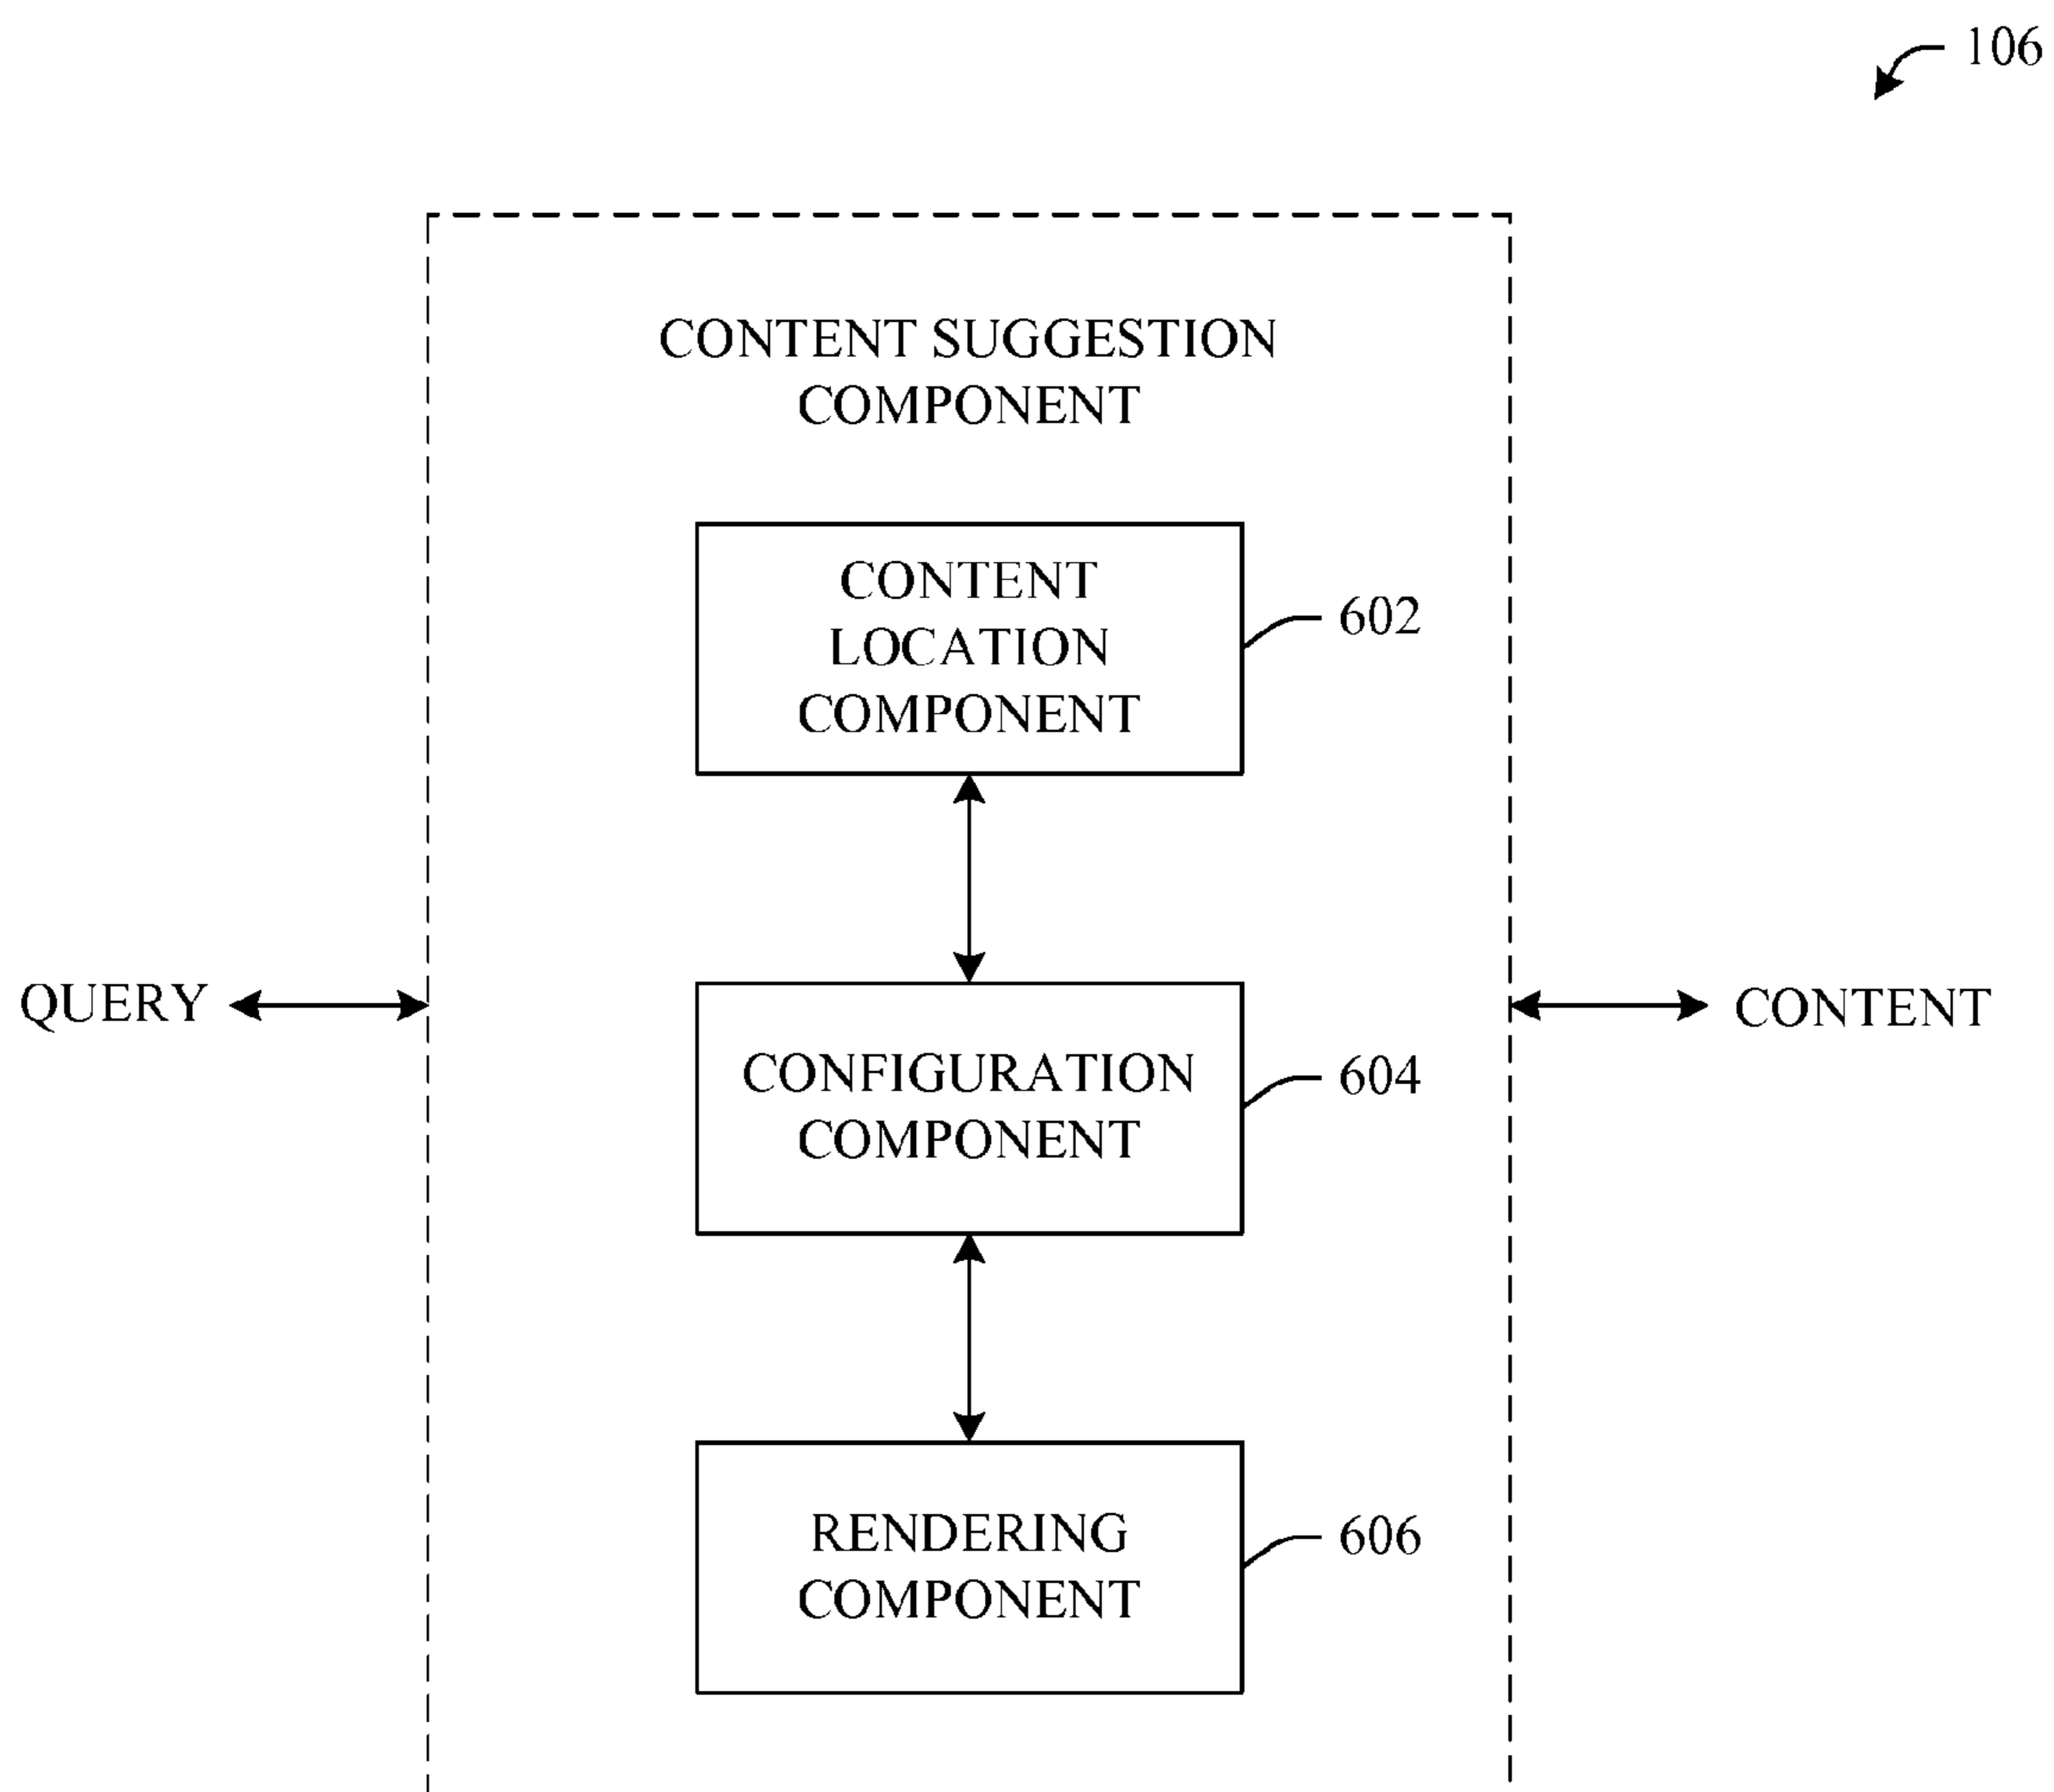 106
CONTENT SUGGESTION
COMPONENT
CONTENT
LOCATION
COMPONENT
602
QUERY
CONFIGURATION
COMPONENT
604
CONTENT
RENDERING
COMPONENT
606